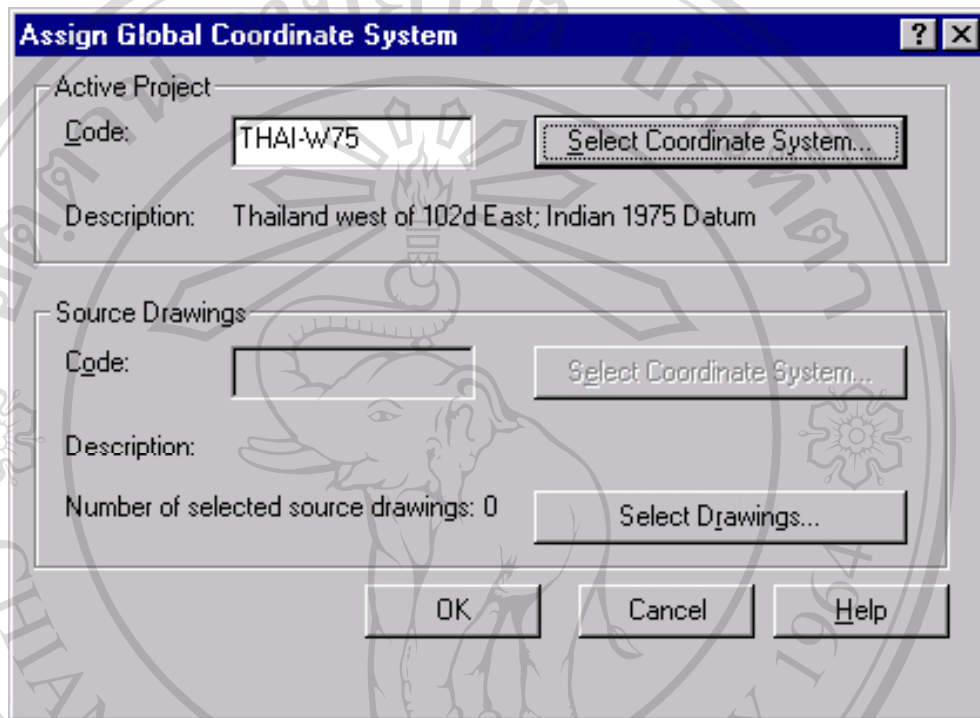 Assign Global Coordinate System
Active Project
Code: THAI-W75 Select Coordinate System...
Description: Thailand west of 102d East; Indian 1975 Datum
Source Drawings
Code: Select Coordinate System...
Description:
Number of selected source drawings: 0 Select Drawings...
OK Cancel Help
1964